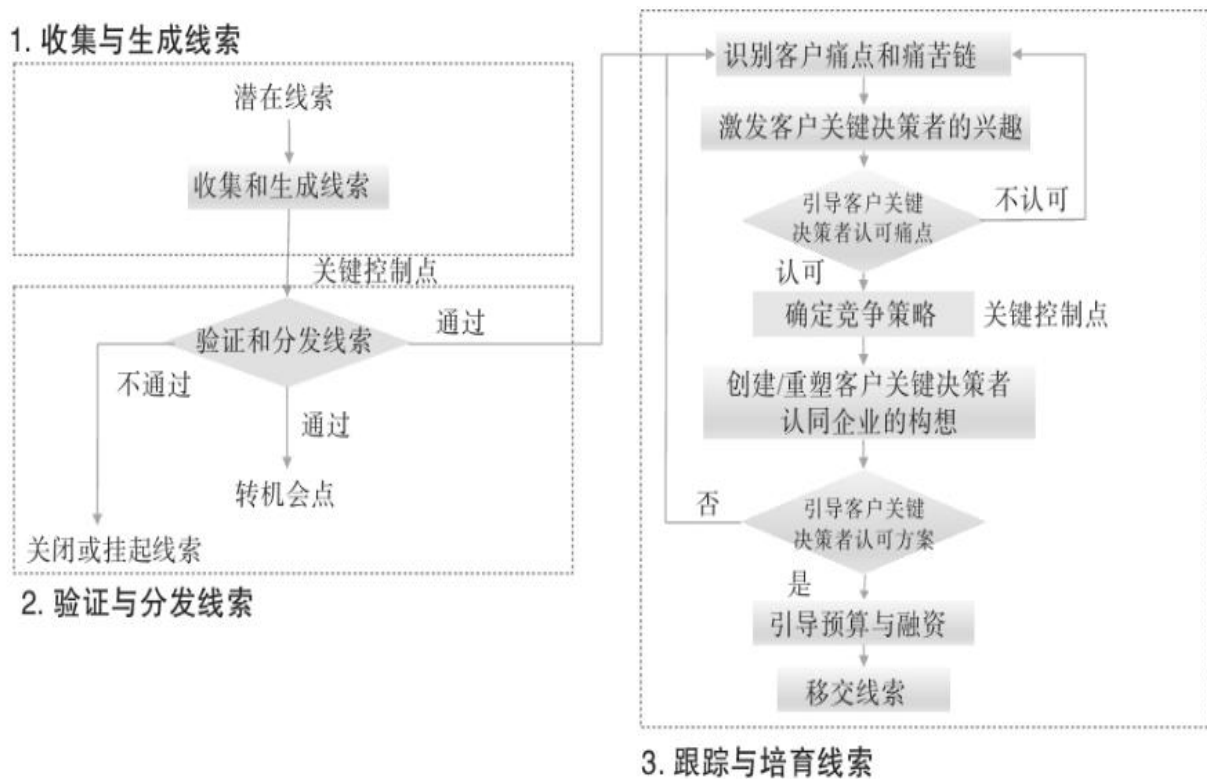 1. 收集与生成线索
潜在线索
收集和生成线索
关键控制点
验证和分发线索
通过
不通过
通过
转机会点
关闭或挂起线索
2. 验证与分发线索
识别客户痛点和痛苦链
激发客户关键决策者的兴趣
引导客户关键
决策者认可痛点
不认可
认可
确定竞争策略
关键控制点
创建/重塑客户关键决策者
认同企业的构想
引导客户关键
决策者认可方案
否
是
引导预算与融资
移交线索
3. 跟踪与培育线索